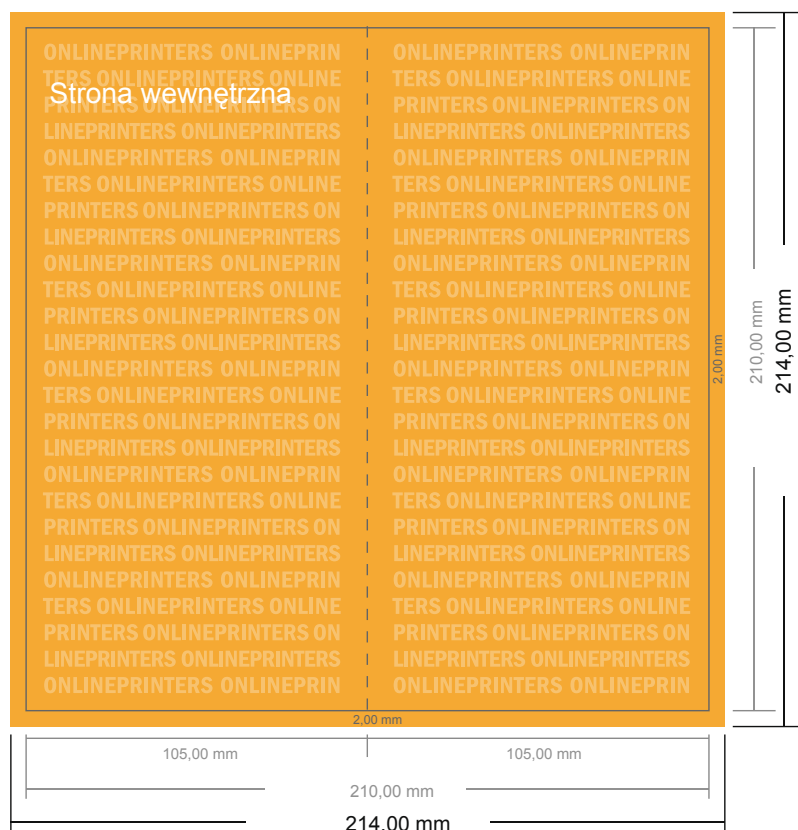 Strona wewnętrzna
ONLINEPRINTERS ONLINEPRIN
TERS ONLINEPRINTERS ONLINE
PRINTERS ONLINEPRINTERS ON
LINEPRINTERS ONLINEPRINTERS
ONLINEPRINTERS ONLINEPRIN
TERS ONLINEPRINTERS ONLINE
PRINTERS ONLINEPRINTERS ON
LINEPRINTERS ONLINEPRINTERS
ONLINEPRINTERS ONLINEPRIN
TERS ONLINEPRINTERS ONLINE
PRINTERS ONLINEPRINTERS ON
LINEPRINTERS ONLINEPRINTERS
ONLINEPRINTERS ONLINEPRIN
TERS ONLINEPRINTERS ONLINE
PRINTERS ONLINEPRINTERS ON
LINEPRINTERS ONLINEPRINTERS
ONLINEPRINTERS ONLINEPRIN
TERS ONLINEPRINTERS ONLINE
PRINTERS ONLINEPRINTERS ON
LINEPRINTERS ONLINEPRINTERS
ONLINEPRINTERS ONLINEPRIN
TERS ONLINEPRINTERS ONLINE
PRINTERS ONLINEPRINTERS ON
LINEPRINTERS ONLINEPRINTERS
ONLINEPRINTERS ONLINEPRIN
ONLINEPRINTERS ONLINEPRIN
TERS ONLINEPRINTERS ONLINE
PRINTERS ONLINEPRINTERS ON
LINEPRINTERS ONLINEPRINTERS
ONLINEPRINTERS ONLINEPRIN
TERS ONLINEPRINTERS ONLINE
PRINTERS ONLINEPRINTERS ON
LINEPRINTERS ONLINEPRINTERS
ONLINEPRINTERS ONLINEPRIN
TERS ONLINEPRINTERS ONLINE
PRINTERS ONLINEPRINTERS ON
LINEPRINTERS ONLINEPRINTERS
ONLINEPRINTERS ONLINEPRIN
TERS ONLINEPRINTERS ONLINE
PRINTERS ONLINEPRINTERS ON
LINEPRINTERS ONLINEPRINTERS
ONLINEPRINTERS ONLINEPRIN
TERS ONLINEPRINTERS ONLINE
PRINTERS ONLINEPRINTERS ON
LINEPRINTERS ONLINEPRINTERS
ONLINEPRINTERS ONLINEPRIN
TERS ONLINEPRINTERS ONLINE
PRINTERS ONLINEPRINTERS ON
LINEPRINTERS ONLINEPRINTERS
ONLINEPRINTERS ONLINEPRIN
2,00 mm
210,00 mm
214,00 mm
2,00 mm
105,00 mm
105,00 mm
210,00 mm
214,00 mm